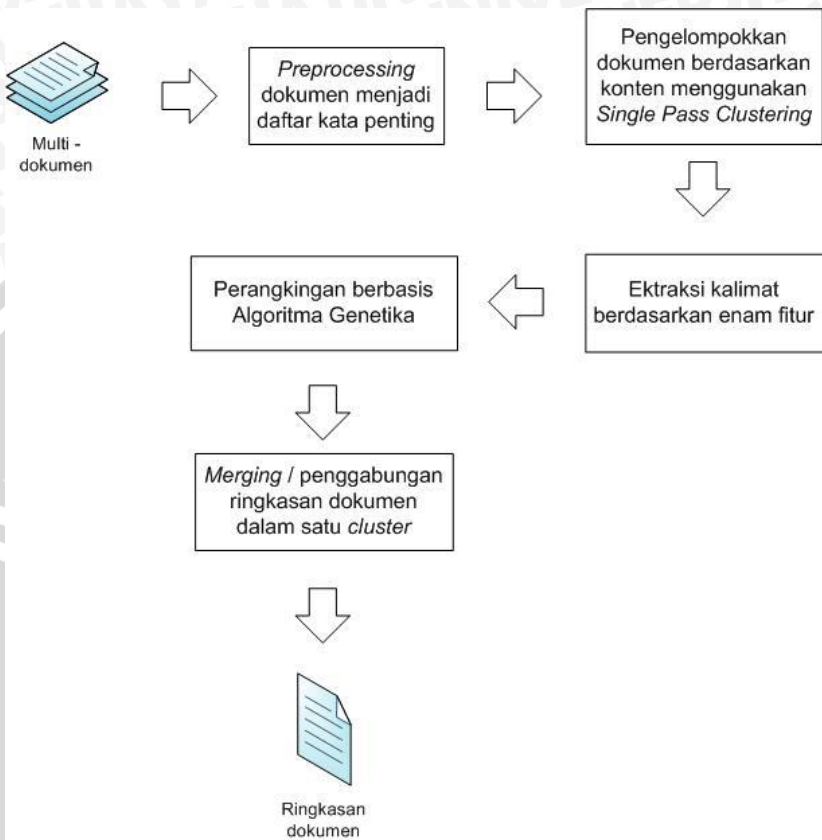 Multi -
dokumen
Preprocessing
dokumen menjadi
daftar kata penting
Pengelompokkan
dokumen berdasarkan
konten menggunakan
Single Pass Clustering
Ektraksi kalimat
berdasarkan enam fitur
Perangkingan berbasis
Algoritma Genetika
Merging / penggabungan
ringkasan dokumen
dalam satu cluster
Ringkasan
dokumen